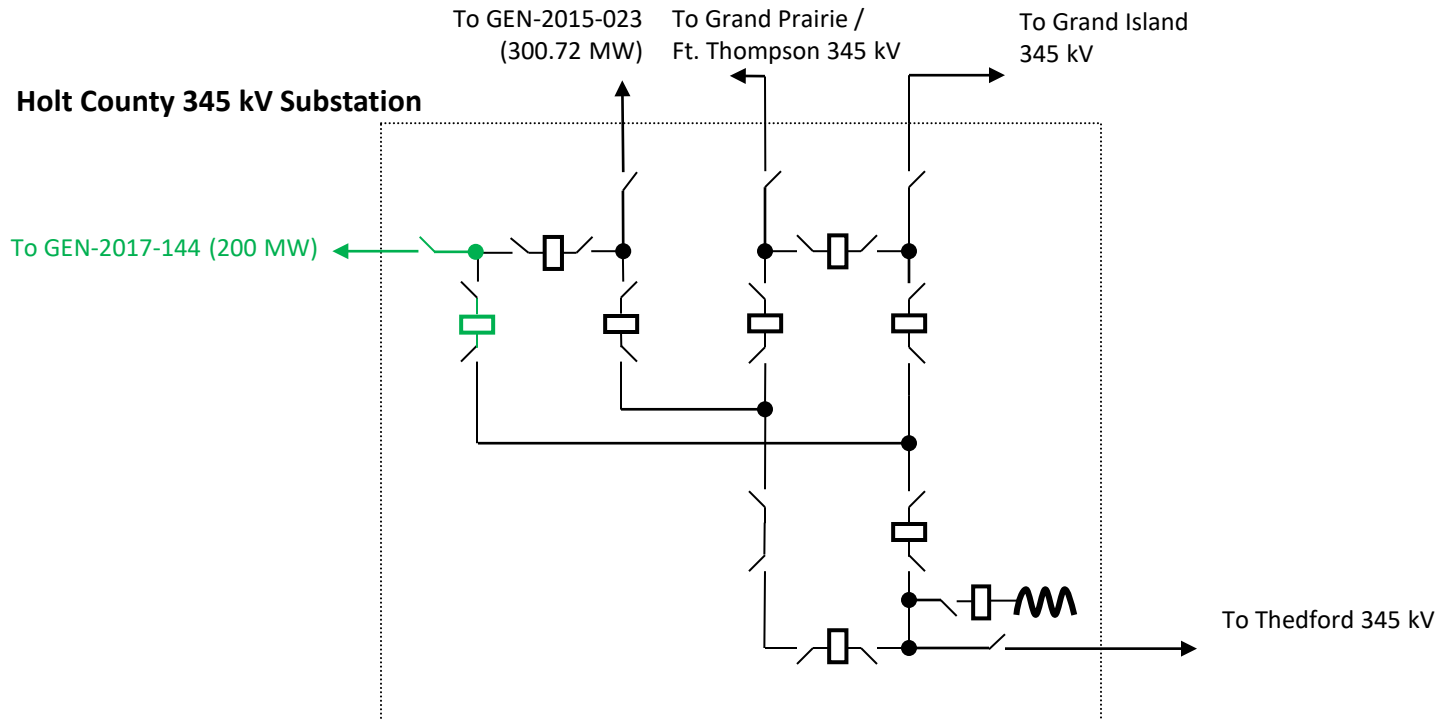 To GEN-2015-023
(300.72 MW)
To Grand Prairie /
Ft. Thompson 345 kV
To Grand Island
345 kV
Holt County 345 kV Substation
To GEN-2017-144 (200 MW)
To Thedford 345 kV